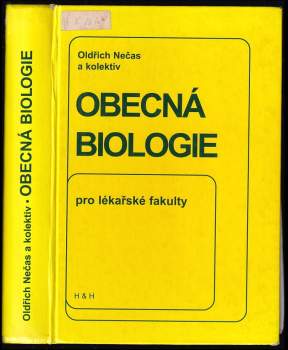 Oldřich Nečas
a kolektiv
OBECNÁ
BIOLOGIE
pro lékařské fakulty
H & H
Oldřich Nečas a kolektiv • OBECNÁ BIOLOGIE